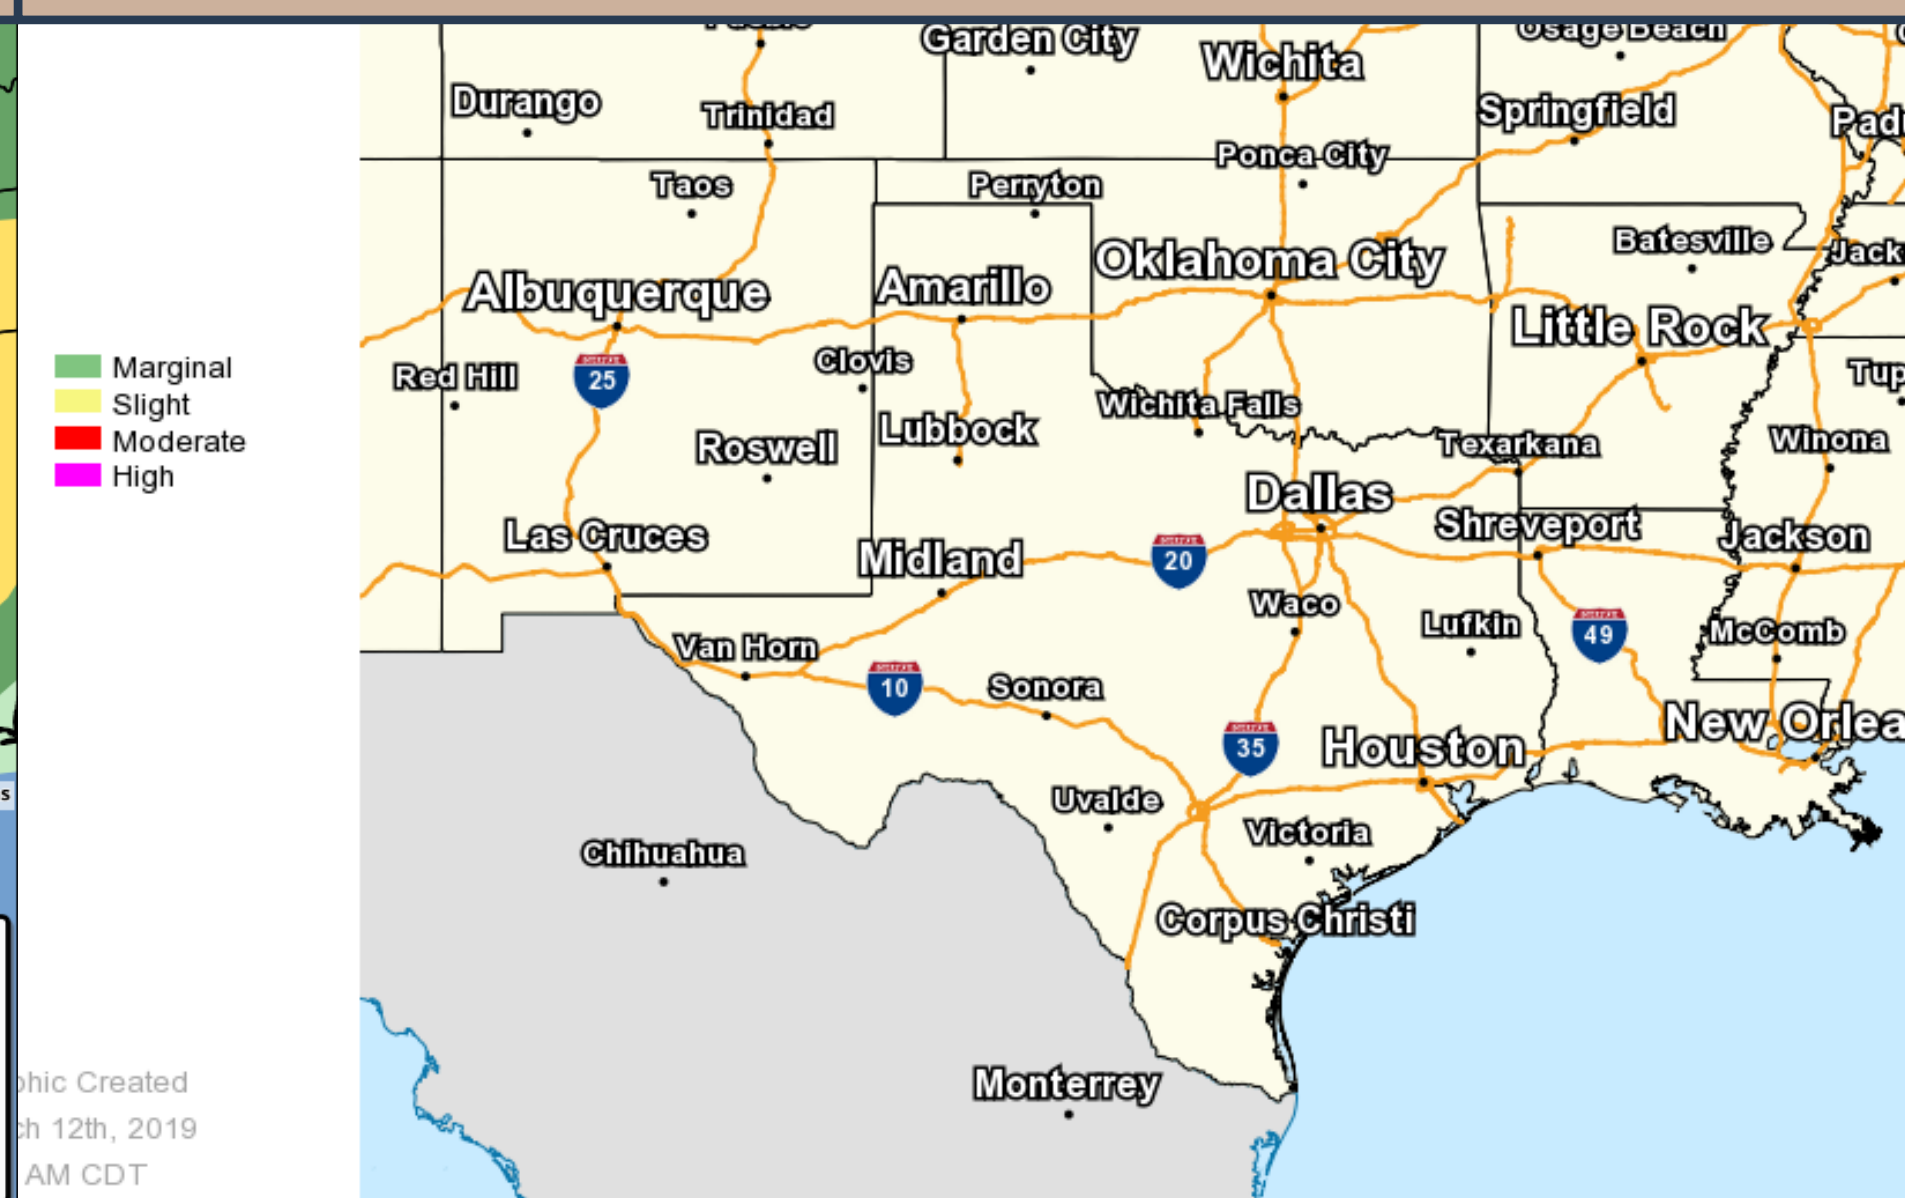 Garden City
Osage Beach
Wichita
Durango
Trinidad
Springfield
Ponca City
Taos
Perryton
Batesville
Oklahoma City
Albuquerque
Amarillo
Little Rock
Clovis
Red Hill
25
Marginal
Slight
Moderate
High
Wichita Falls
Lubbock
Roswell
Texarkana
Winona
Dallas
Shreveport
Las Cruces
Jackson
Midland
20
Waco
Lufkin
49
McComb
Van Horn
10
Sonora
35
Houston
New Orlea
Uvalde
Victoria
Chihuahua
Corpus Christi
Monterrey
phic Created
ch 12th, 2019
AM CDT